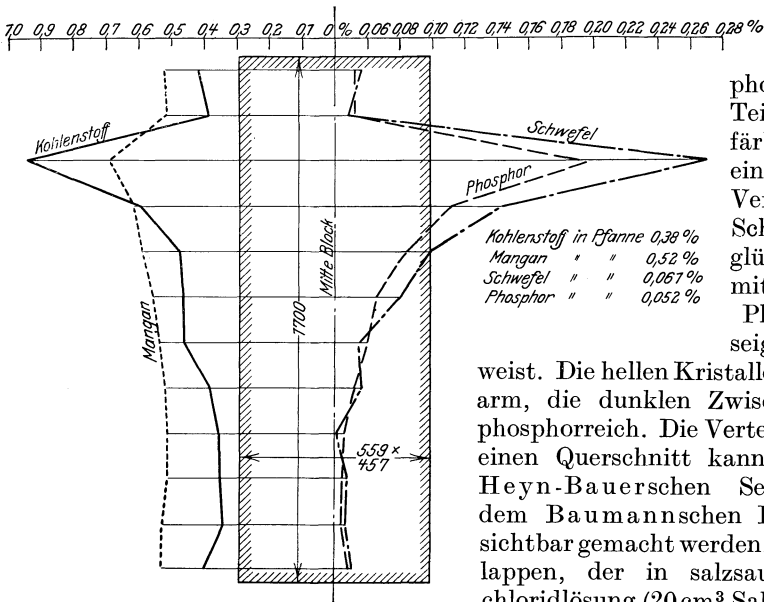 1,0 0,9 0,8 0,7 0,6 0,5 0,4 0,3 0,2 0,1 0% 0,06 0,08 0,10 0,12 0,14 0,16 0,18 0,20 0,22 0,24 0,26 0,28%
Kohlenstoff
Schwefel
Phosphor
Mangan
Mitte Block
1700
559 ×
457
Kohlenstoff in Pfanne 0,38 %
Mangan " " 0,52 %
Schwefel " " 0,067 %
Phosphor " " 0,052 %
pho
Tei
färl
ein
Ver
Sch
glü
mit
Pl
seig
weist. Die hellen Kristalle
arm, die dunklen Zwisc
phosphorreich. Die Verte
einen Querschnitt kann
Heyn-Bauerschen Se
dem Baumannschen
sichtbar gemacht werden
lappen, der in salzsau
chloridlösung (20 cm³ Sal